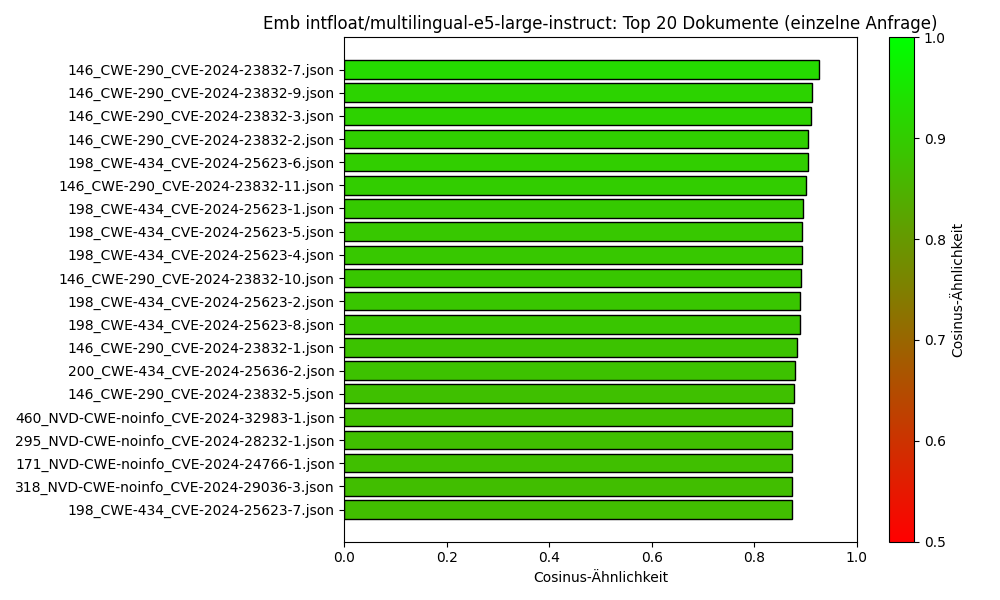 Emb intfloat/multilingual-e5-large-instruct: Top 20 Dokumente (einzelne Anfrage)
146_CWE-290_CVE-2024-23832-7.json
146_CWE-290_CVE-2024-23832-9.json
146_CWE-290_CVE-2024-23832-3.json
146_CWE-290_CVE-2024-23832-2.json
198_CWE-434_CVE-2024-25623-6.json
146_CWE-290_CVE-2024-23832-11.json
198_CWE-434_CVE-2024-25623-1.json
198_CWE-434_CVE-2024-25623-5.json
198_CWE-434_CVE-2024-25623-4.json
146_CWE-290_CVE-2024-23832-10.json
198_CWE-434_CVE-2024-25623-2.json
198_CWE-434_CVE-2024-25623-8.json
146_CWE-290_CVE-2024-23832-1.json
200_CWE-434_CVE-2024-25636-2.json
146_CWE-290_CVE-2024-23832-5.json
460_NVD-CWE-noinfo_CVE-2024-32983-1.json
295_NVD-CWE-noinfo_CVE-2024-28232-1.json
171_NVD-CWE-noinfo_CVE-2024-24766-1.json
318_NVD-CWE-noinfo_CVE-2024-29036-3.json
198_CWE-434_CVE-2024-25623-7.json
0.0 0.2 0.4 0.6 0.8 1.0
Cosinus-Ähnlichkeit
1.0
0.9
0.8
0.7
0.6
0.5
Cosinus-Ähnlichkeit